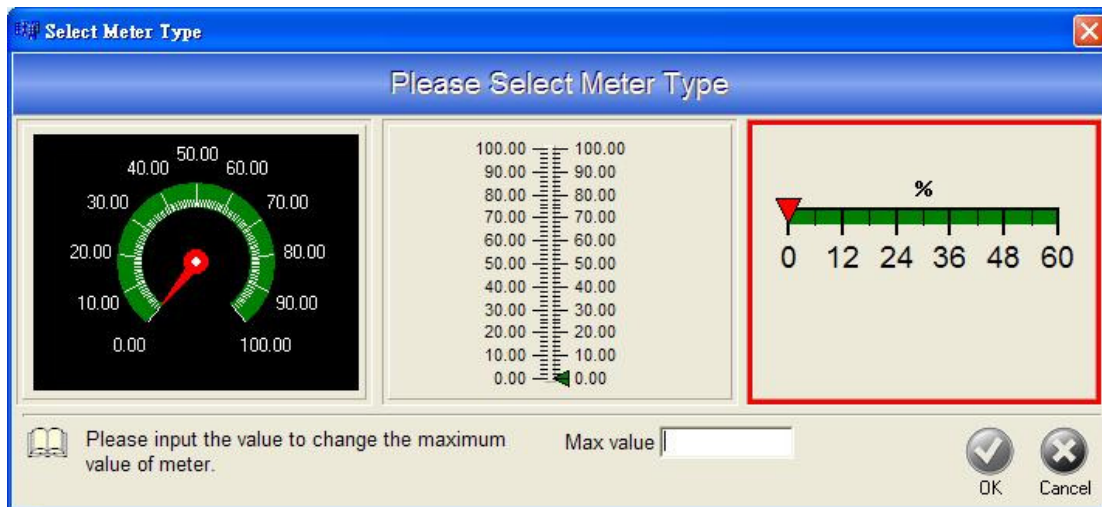 Select Meter Type
Please Select Meter Type
50.00
40.00 60.00
30.00 70.00
20.00 80.00
10.00 90.00
0.00 100.00
100.00 100.00
90.00 90.00
80.00 80.00
70.00 70.00
60.00 60.00
50.00 50.00
40.00 40.00
30.00 30.00
20.00 20.00
10.00 10.00
0.00 0.00
%
0 12 24 36 48 60
Please input the value to change the maximum
value of meter.
Max value
OK Cancel